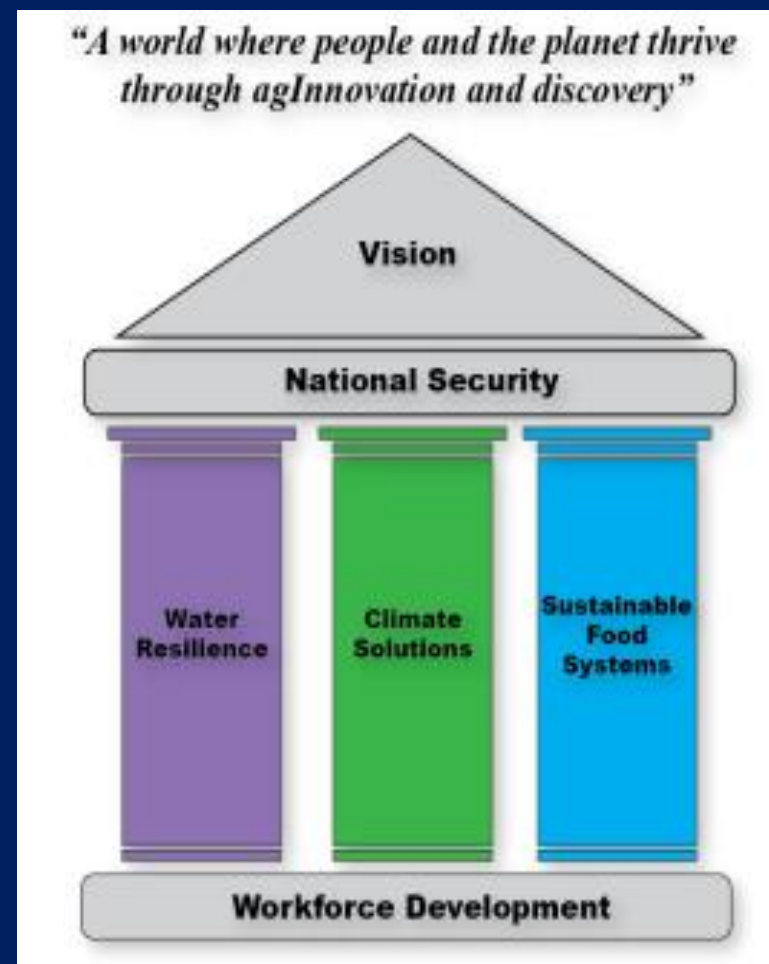 “A world where people and the planet thrive
through agInnovation and discovery”
Vision
National Security
Water
Resilience
Climate
Solutions
Sustainable
Food
Systems
Workforce Development